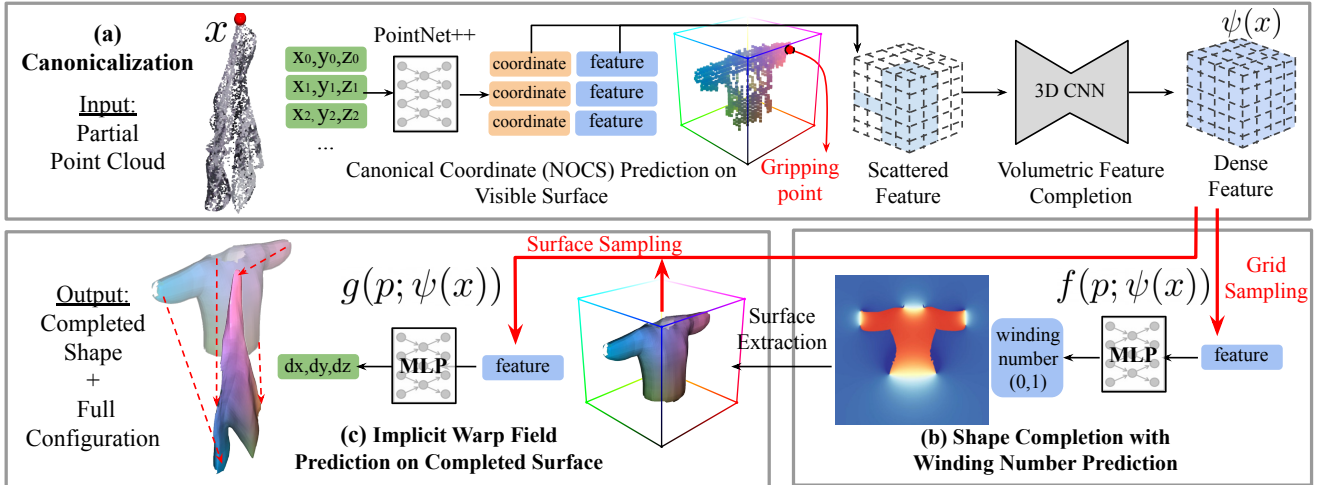 (a)
Canonicalization
Input:
Partial
Point Cloud
x
x₀,y₀,z₀
x₁,y₁,z₁
x₂,y₂,z₂
...
PointNet++
coordinate feature
coordinate feature
coordinate feature
Canonical Coordinate (NOCS) Prediction on
Visible Surface
Gripping
point
Scattered
Feature
3D CNN
Volumetric Feature
Completion
ψ(x)
Dense
Feature
Output:
Completed
Shape
+
Full
Configuration
Surface Sampling
g(p; ψ(x))
dx,dy,dz
MLP
feature
(c) Implicit Warp Field
Prediction on Completed Surface
Surface
Extraction
f(p; ψ(x))
Grid
Sampling
winding
number
(0,1)
MLP
feature
(b) Shape Completion with
Winding Number Prediction